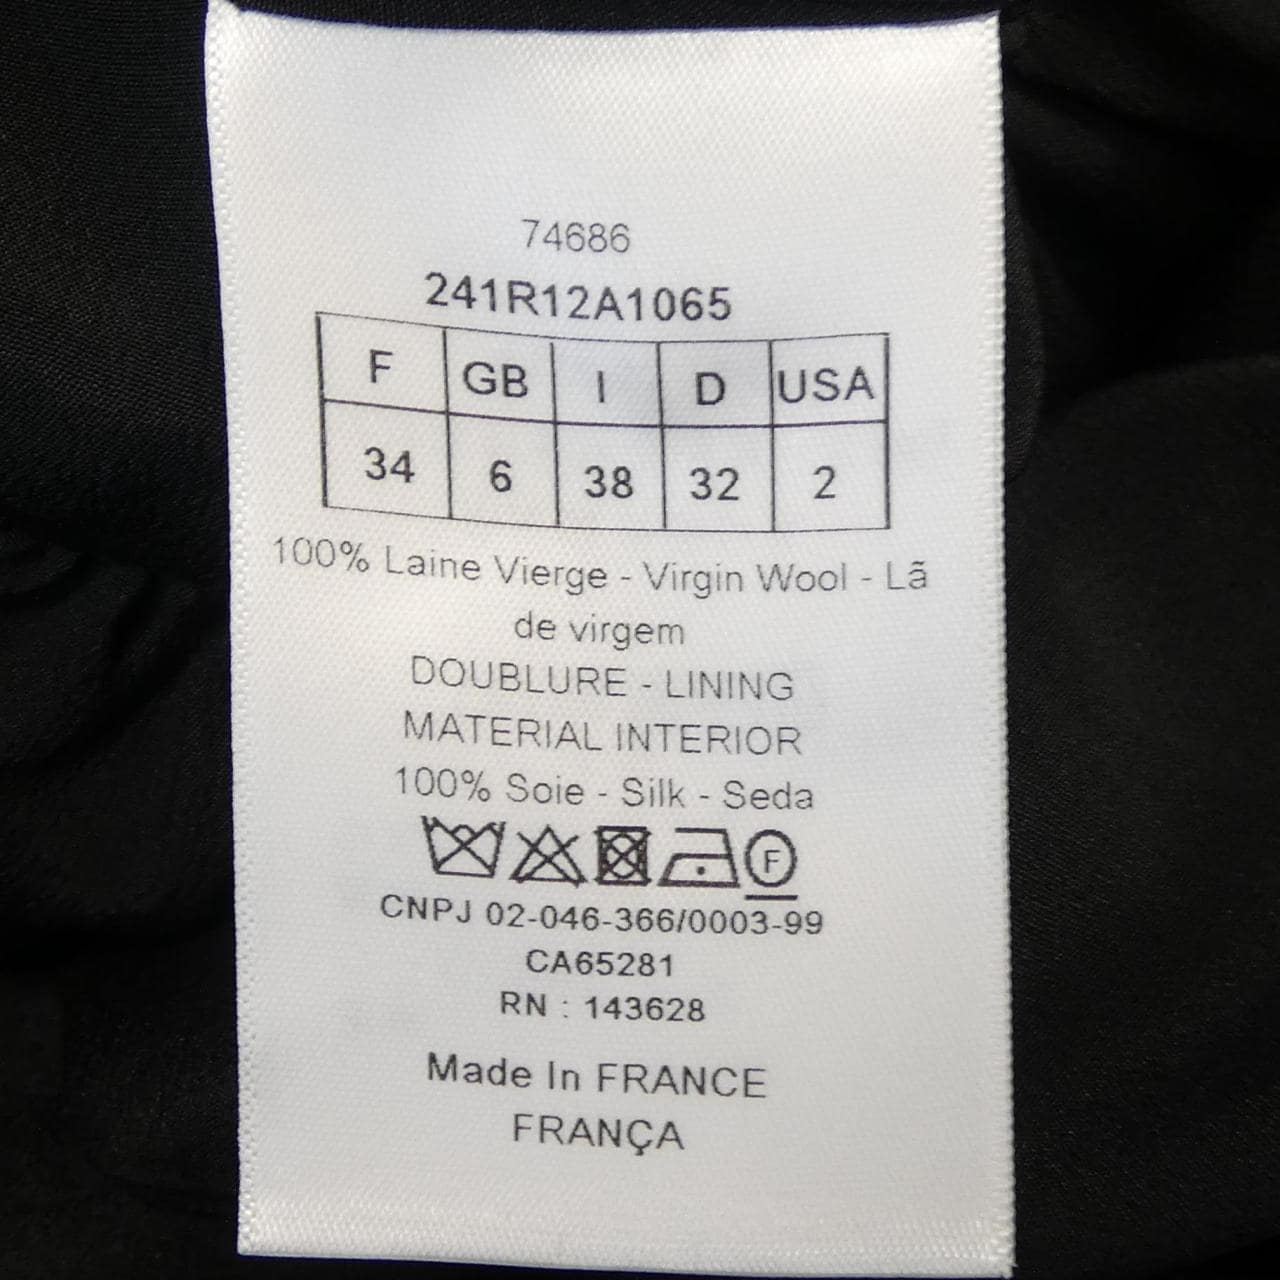 74686
241R12A1065
F GB I D USA
34 6 38 32 2
100% Laine Vierge - Virgin Wool - Lã
de virgem
DOUBLURE - LINING
MATERIAL INTERIOR
100% Soie - Silk - Seda
F
CNPJ 02-046-366/0003-99
CA65281
RN : 143628
Made In FRANCE
FRANÇA